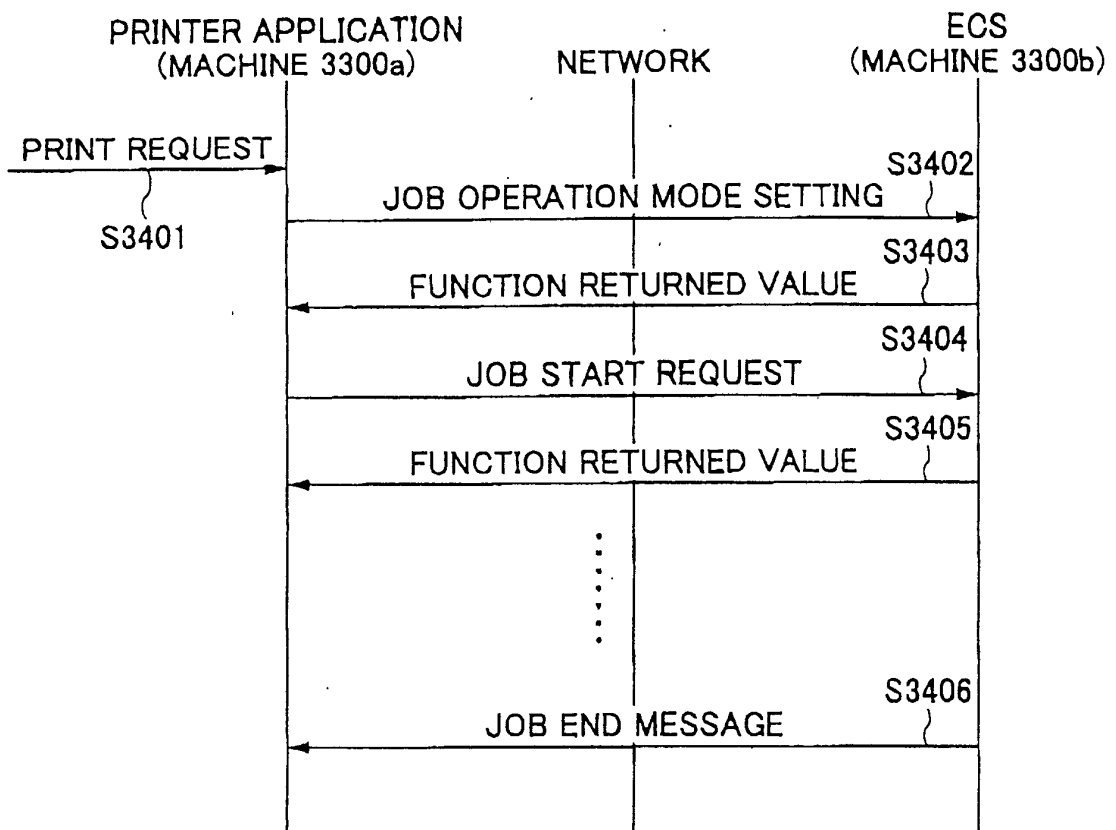 PRINTER APPLICATION
(MACHINE 3300a)
NETWORK
ECS
(MACHINE 3300b)
PRINT REQUEST
S3401
S3402
JOB OPERATION MODE SETTING
S3403
FUNCTION RETURNED VALUE
S3404
JOB START REQUEST
S3405
FUNCTION RETURNED VALUE
S3406
JOB END MESSAGE